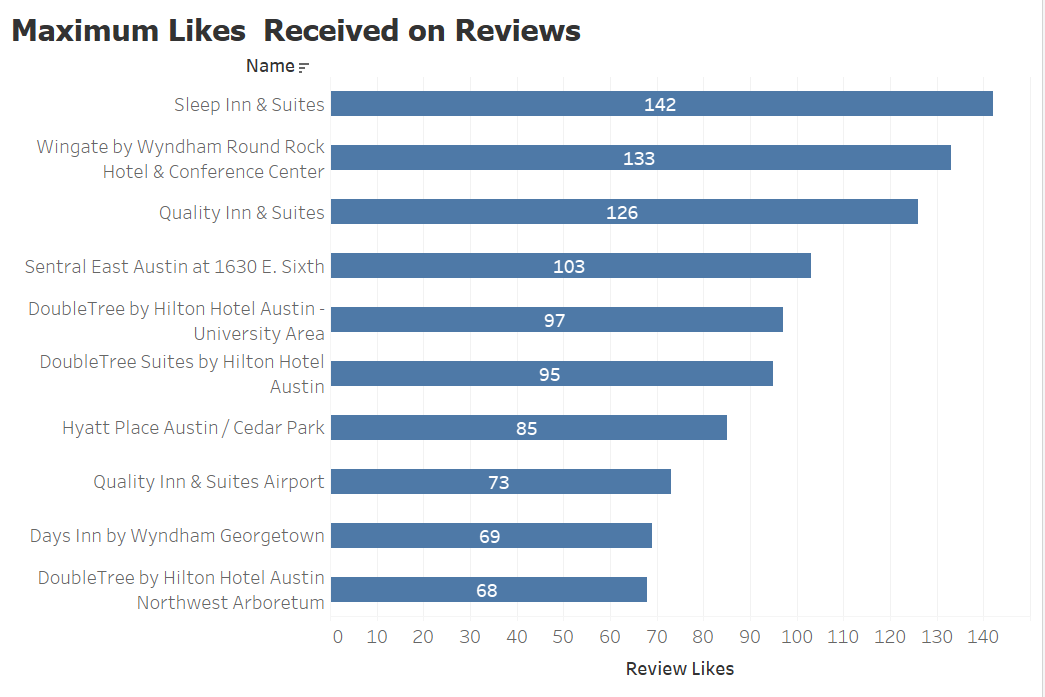 Maximum Likes  Received on Reviews
Name
Sleep Inn & Suites
142
Wingate by Wyndham Round Rock
Hotel & Conference Center
133
Quality Inn & Suites
126
Sentral East Austin at 1630 E. Sixth
103
DoubleTree by Hilton Hotel Austin -
University Area
97
DoubleTree Suites by Hilton Hotel
Austin
95
Hyatt Place Austin / Cedar Park
85
Quality Inn & Suites Airport
73
Days Inn by Wyndham Georgetown
69
DoubleTree by Hilton Hotel Austin
Northwest Arboretum
68
0 10 20 30 40 50 60 70 80 90 100 110 120 130 140
Review Likes